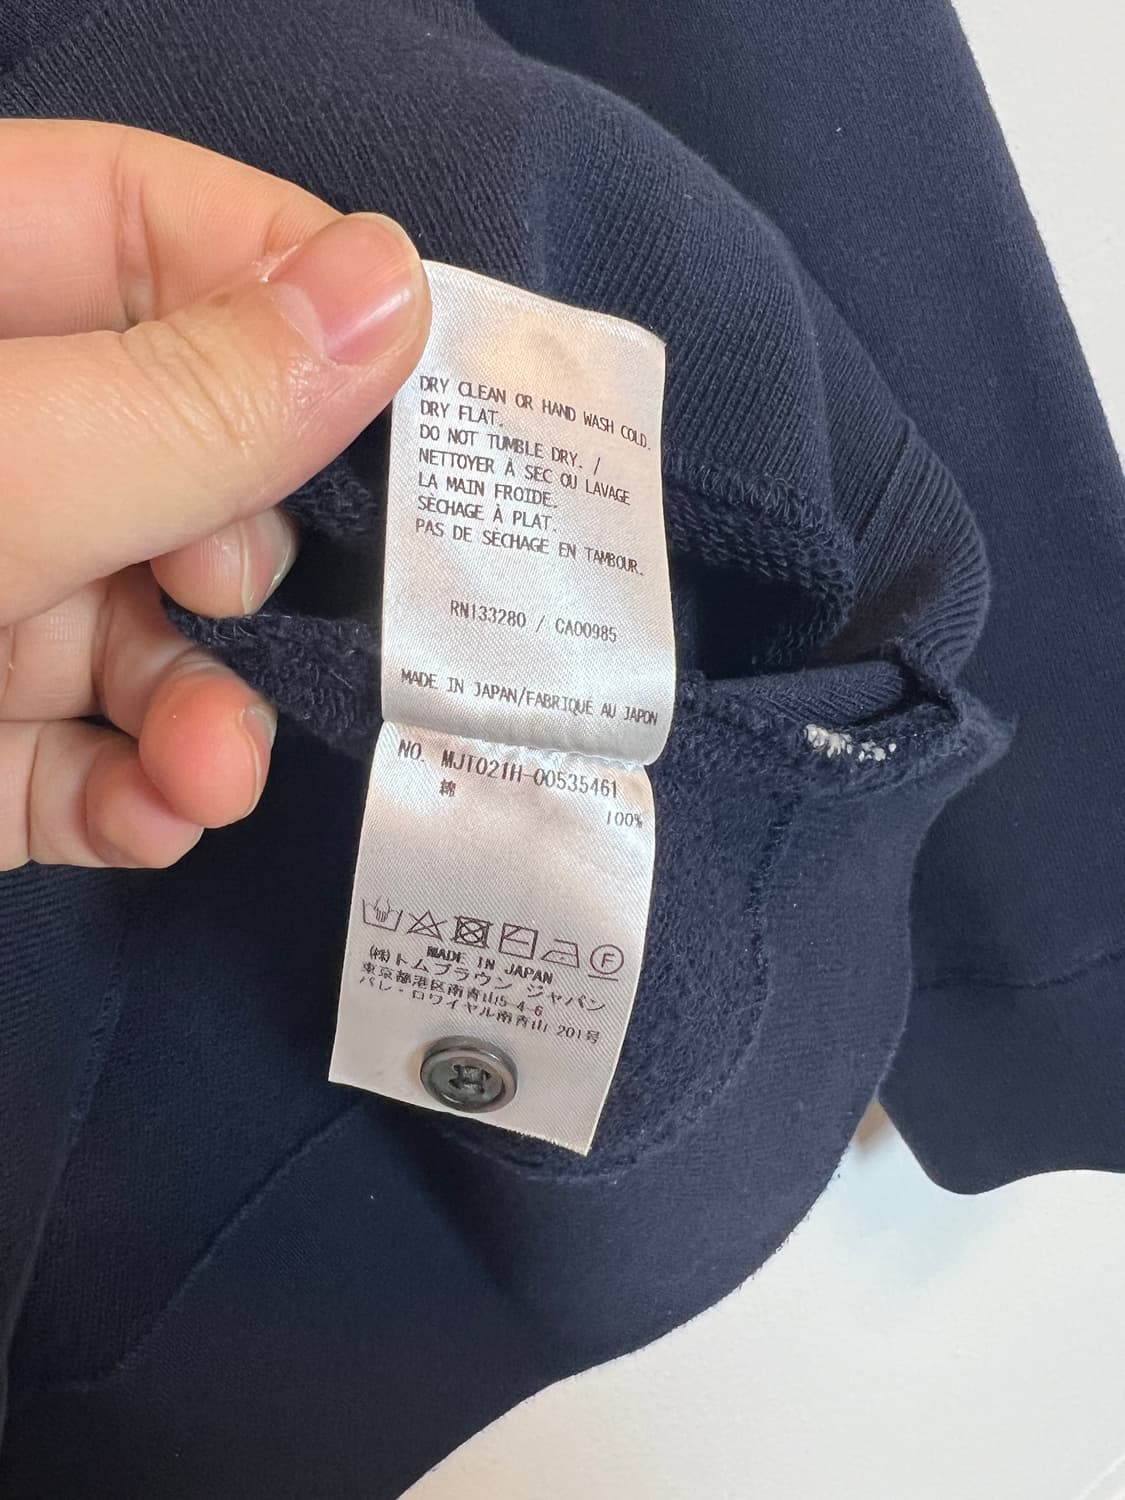 DRY CLEAN OR HAND WASH COLD.
DRY FLAT.
DO NOT TUMBLE DRY. /
NETTOYER À SEC OU LAVAGE
LA MAIN FROIDE.
SÈCHAGE À PLAT.
PAS DE SÈCHAGE EN TAMBOUR.
RN133280 / CA00985
MADE IN JAPAN/FABRIQUÉ AU JAPON
NO. MJT021H-00535461
綿
100%
F
MADE IN JAPAN
(株)トムブラウン ジャパン
東京都港区南青山5-4-6
パレ・ロワイヤル南青山 201号